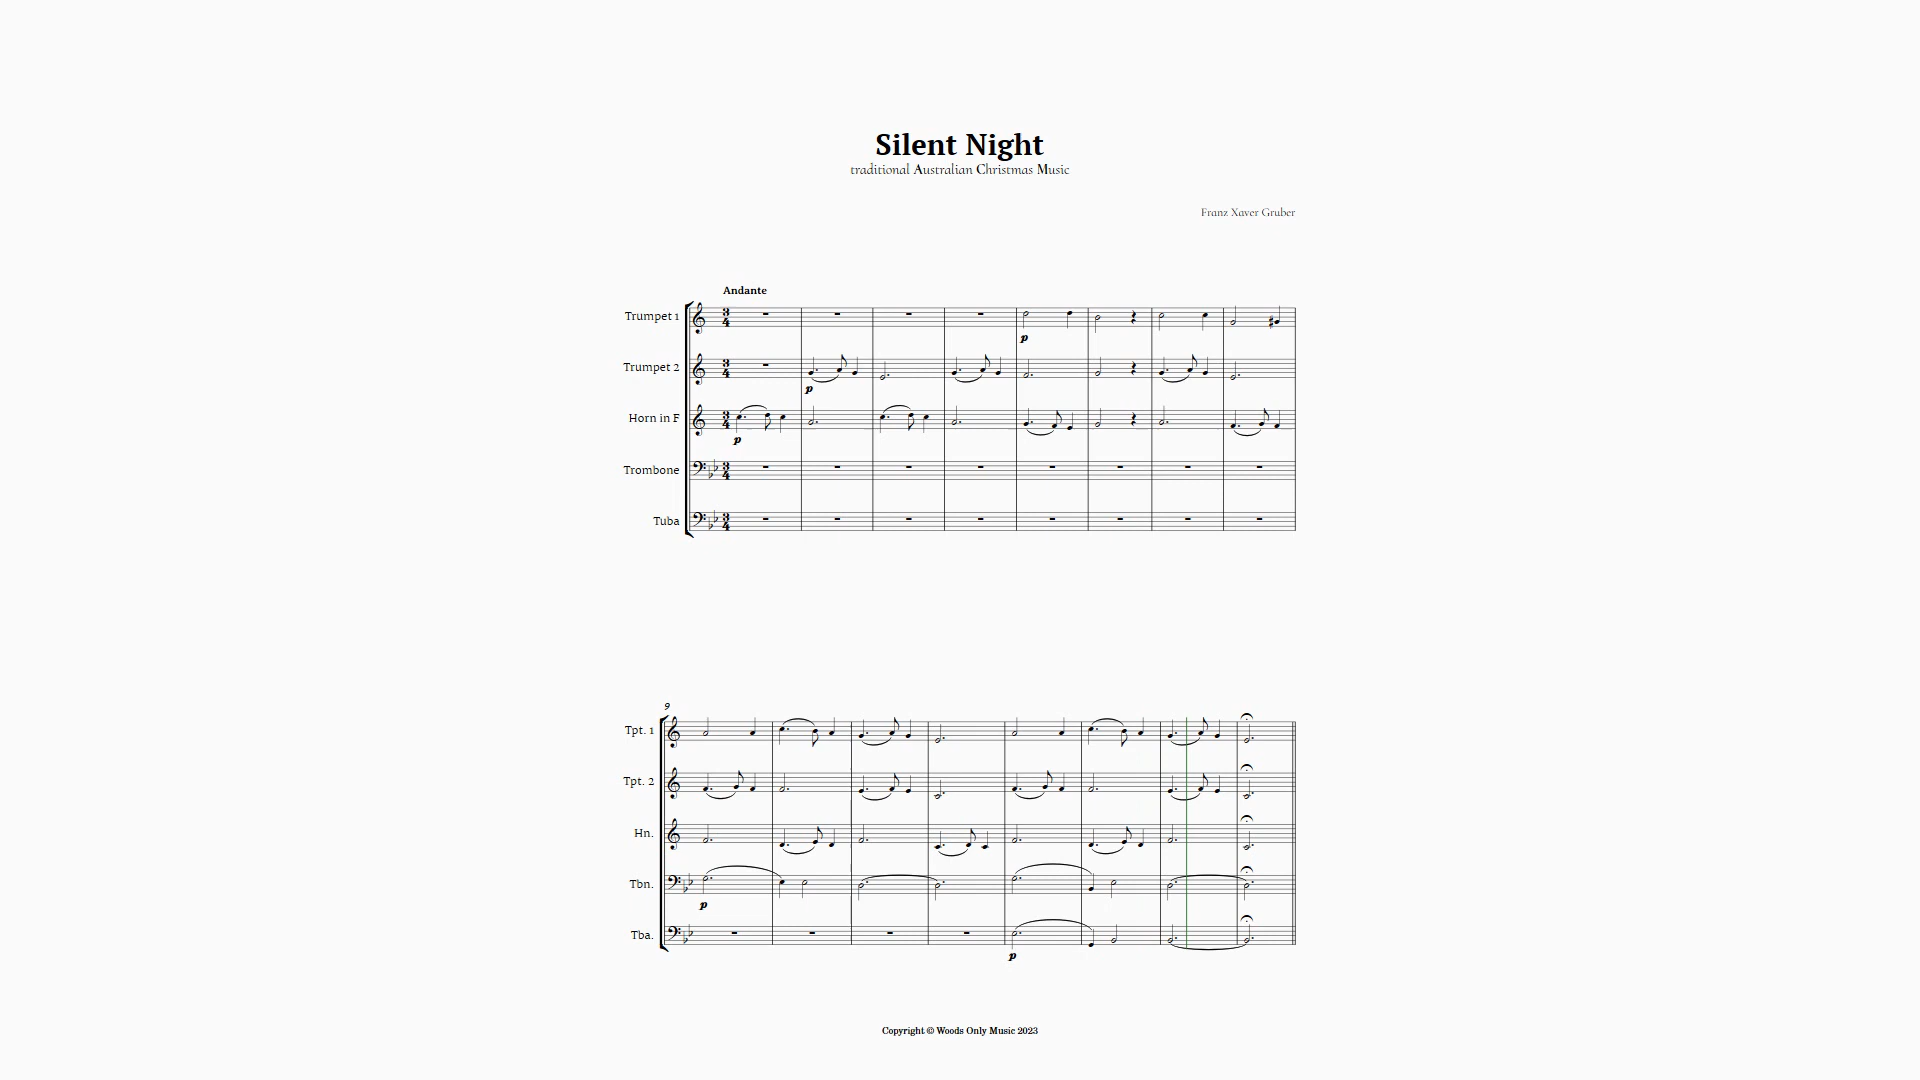 Silent Night
traditional Australian Christmas Music
Franz Xaver Gruber
Andante
Trumpet 1
p
Trumpet 2
p
Horn in F
p
Trombone
Tuba
9
Tpt. 1
Tpt. 2
Hn.
Tbn.
p
Tba.
p
Copyright © Woods Only Music 2023